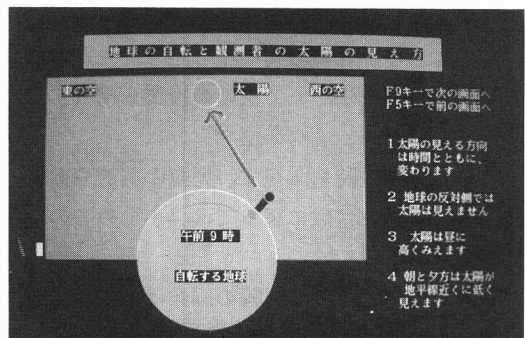 地球の自転と観測者の太陽の見え方
東の空
太陽
西の空
F9キーで次の画面へ
F5キーで前の画面へ
1 太陽の見える方向
は時間とともに、
変わります
2 地球の反対側では
太陽は見えません
3 太陽は昼に
高くみえます
4 朝と夕方は太陽が
地平線近くに低く
見えます
午前9時
自転する地球